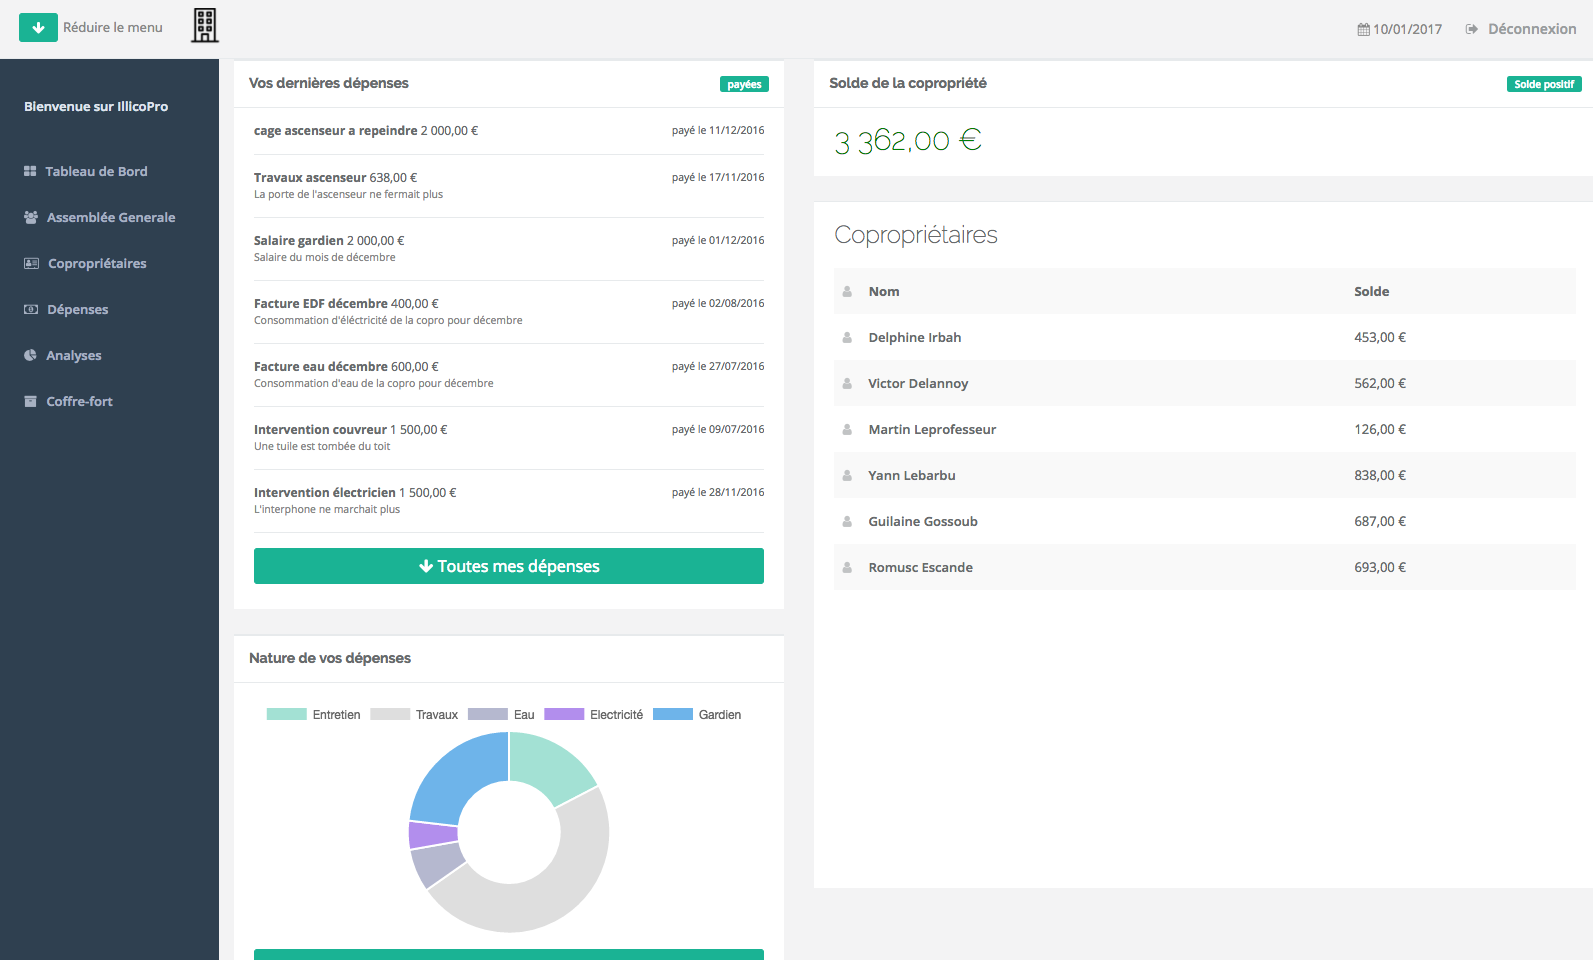 Réduire le menu
10/01/2017
Déconnexion
Bienvenue sur IllicoPro
Tableau de Bord
Assemblée Generale
Copropriétaires
Dépenses
Analyses
Coffre-fort
Vos dernières dépenses
payées
cage ascenseur a repeindre 2 000,00 €
payé le 11/12/2016
Travaux ascenseur 638,00 €
payé le 17/11/2016
La porte de l'ascenseur ne fermait plus
Salaire gardien 2 000,00 €
payé le 01/12/2016
Salaire du mois de décembre
Facture EDF décembre 400,00 €
payé le 02/08/2016
Consommation d'éléctricité de la copro pour décembre
Facture eau décembre 600,00 €
payé le 27/07/2016
Consommation d'eau de la copro pour décembre
Intervention couvreur 1 500,00 €
payé le 09/07/2016
Une tuile est tombée du toit
Intervention électricien 1 500,00 €
payé le 28/11/2016
L'interphone ne marchait plus
Toutes mes dépenses
Nature de vos dépenses
Entretien Travaux Eau Electricité Gardien
Solde de la copropriété
Solde positif
3 362,00 €
Copropriétaires
Nom Solde
Delphine Irbah 453,00 €
Victor Delannoy 562,00 €
Martin Leprofesseur 126,00 €
Yann Lebarbu 838,00 €
Guilaine Gossoub 687,00 €
Romusc Escande 693,00 €